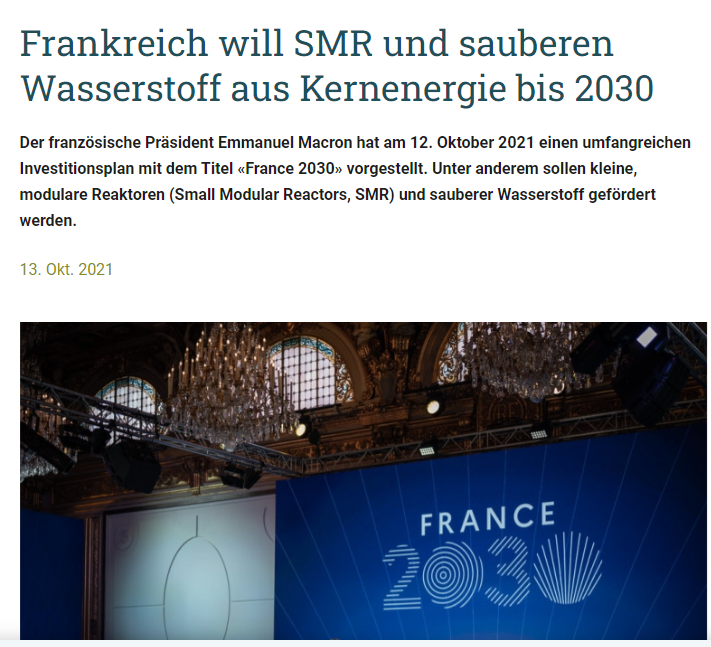 Frankreich will SMR und sauberen
Wasserstoff aus Kernenergie bis 2030
Der französische Präsident Emmanuel Macron hat am 12. Oktober 2021 einen umfangreichen
Investitionsplan mit dem Titel «France 2030» vorgestellt. Unter anderem sollen kleine,
modulare Reaktoren (Small Modular Reactors, SMR) und sauberer Wasserstoff gefördert
werden.
13. Okt. 2021
FRANCE
2030